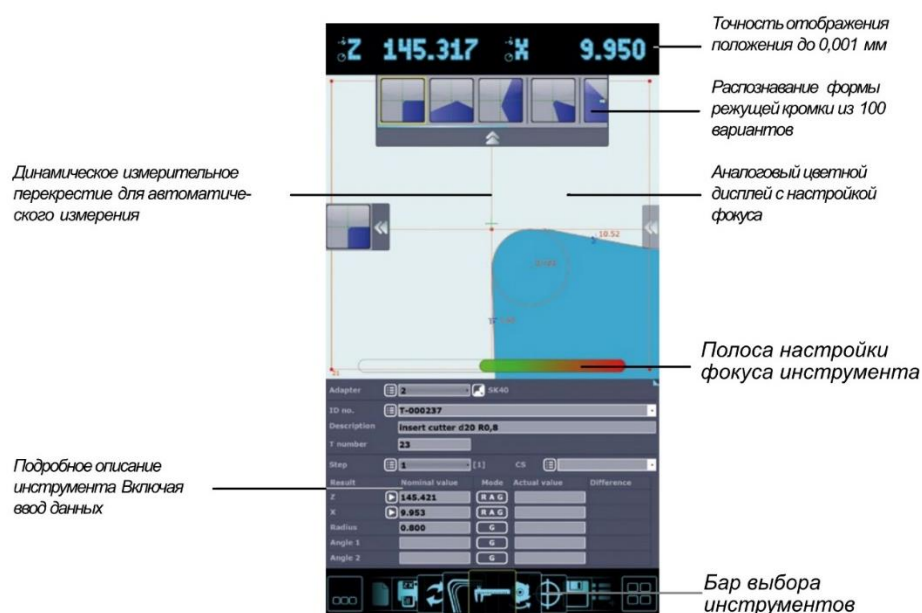 Z 145.317 X 9.950
Точность отображения
положения до 0,001 мм
Распознавание формы
режущей кромки из 100
вариантов
Динамическое измерительное
перекрестие для автоматиче-
ского измерения
Аналоговый цветной
дисплей с настройкой
фокуса
10.52
Полоса настройки
фокуса инструмента
21
Adapter 2 SK40
ID no. T-000237
Description insert cutter d20 R0,8
T number 23
Подробное описание
инструмента Включая
ввод данных
Step 1 [1] CS
Result Nominal value Mode Actual value Difference
Z 145.421 R A G
X 9.953 R A G
Radius 0.800 G
Angle 1 G
Angle 2 G
Бар выбора
инструментов